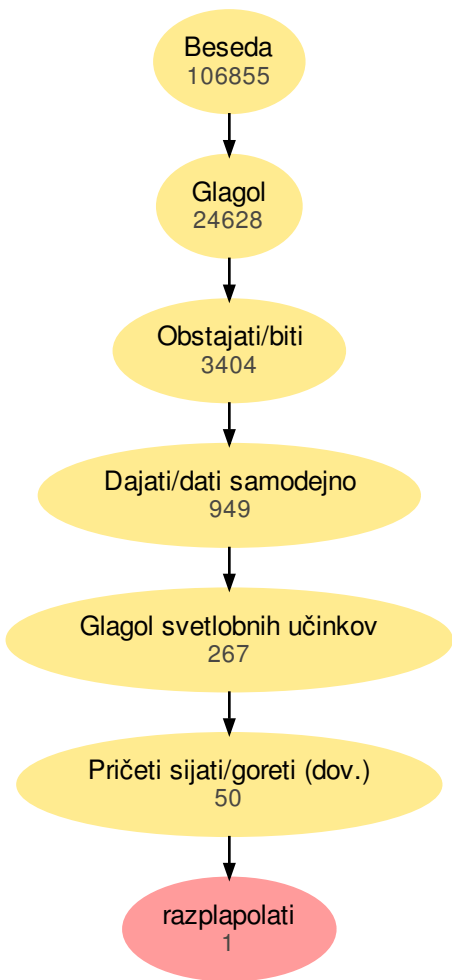 Beseda
106855
Glagol
24628
Obstajati/biti
3404
Dajati/dati samodejno
949
Glagol svetlobnih učinkov
267
Pričeti sijati/goreti (dov.)
50
razplapolati
1